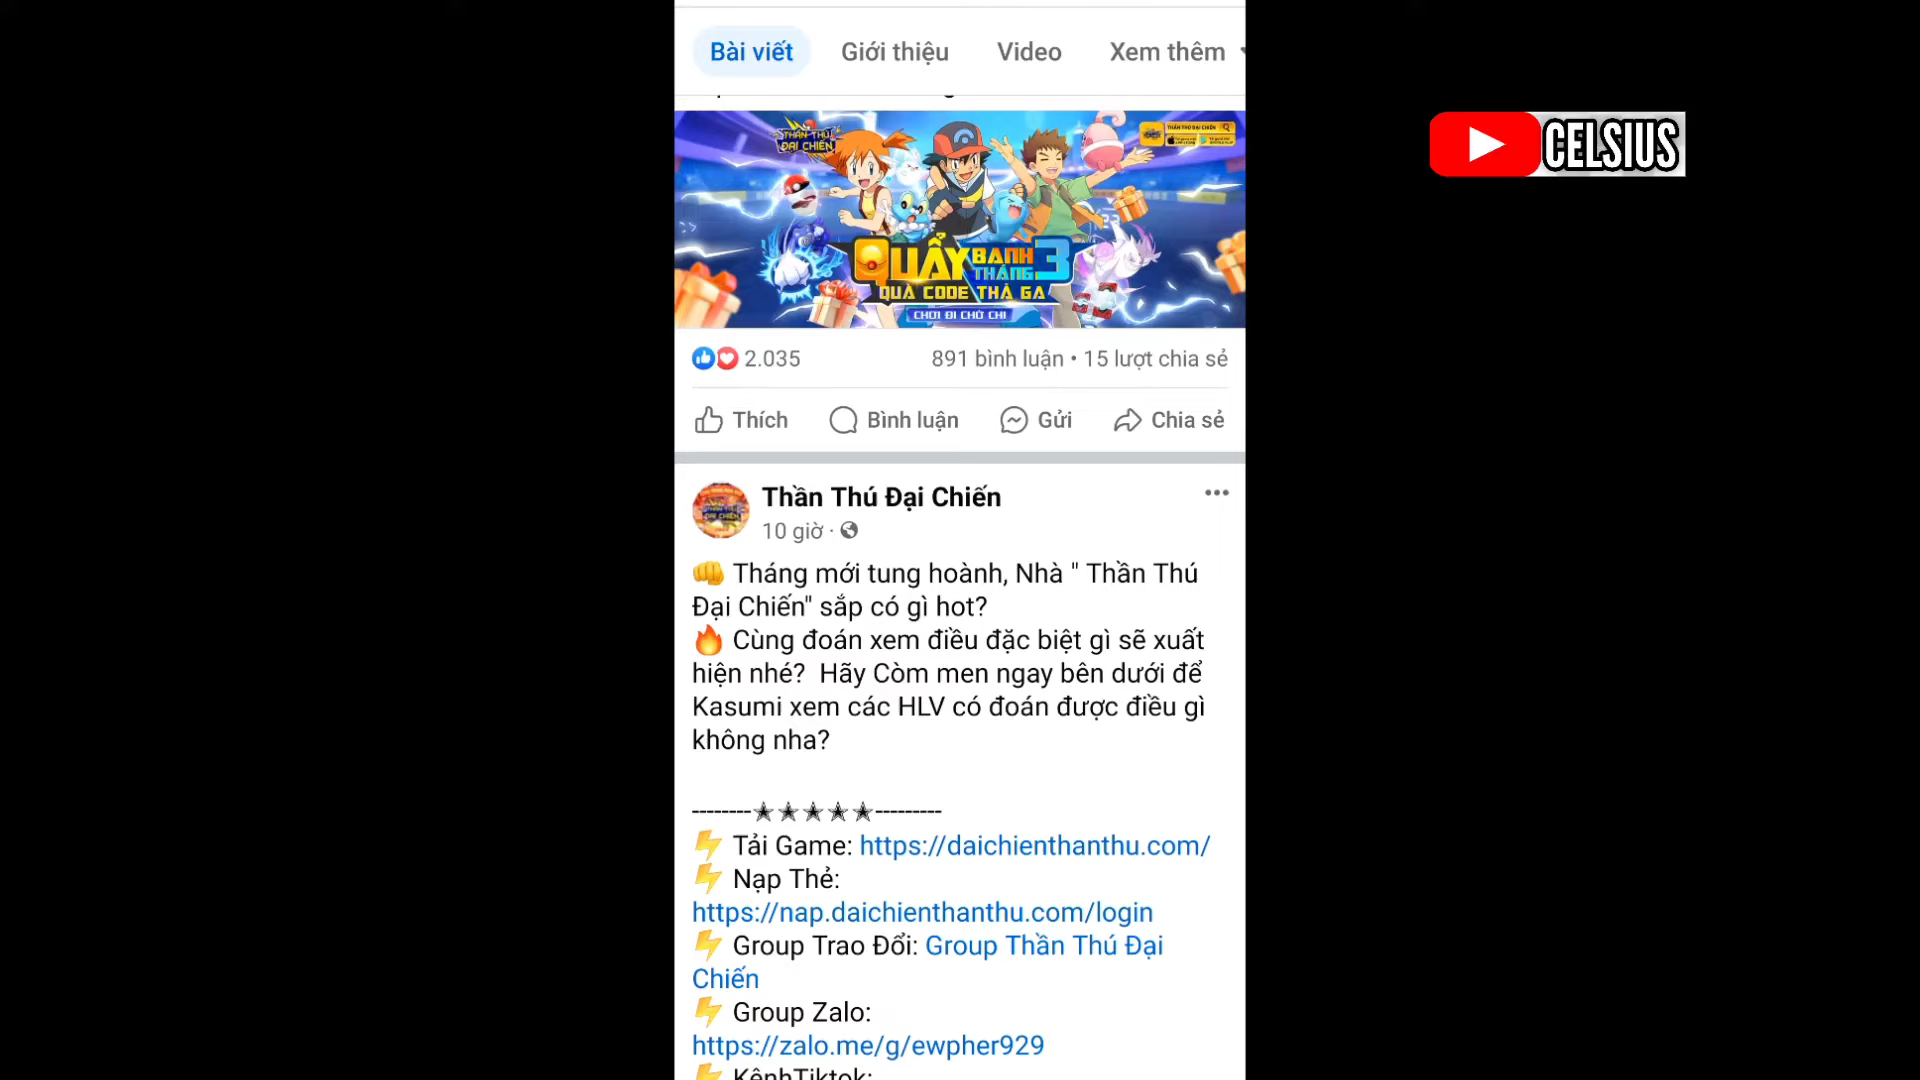 Bài viết Giới thiệu Video Xem thêm
THẦN THÚ
ĐẠI CHIẾN
THẦN THÚ ĐẠI CHIẾN
CELSIUS
QUẨY BANH
THÁNG 3
QUÀ CODE THẢ GA
CHƠI ĐI CHỜ CHI
2.035 891 bình luận • 15 lượt chia sẻ
Thích Bình luận Gửi Chia sẻ
Thần Thú Đại Chiến
10 giờ ·
👊 Tháng mới tung hoành, Nhà " Thần Thú
Đại Chiến" sắp có gì hot?
🔥 Cùng đoán xem điều đặc biệt gì sẽ xuất
hiện nhé?  Hãy Còm men ngay bên dưới để
Kasumi xem các HLV có đoán được điều gì
không nha?
--------★★★★★---------
⚡ Tải Game: https://daichienthanthu.com/
⚡ Nạp Thẻ:
https://nap.daichienthanthu.com/login
⚡ Group Trao Đổi: Group Thần Thú Đại
Chiến
⚡ Group Zalo:
https://zalo.me/g/ewpher929
⚡ KênhTiktok: